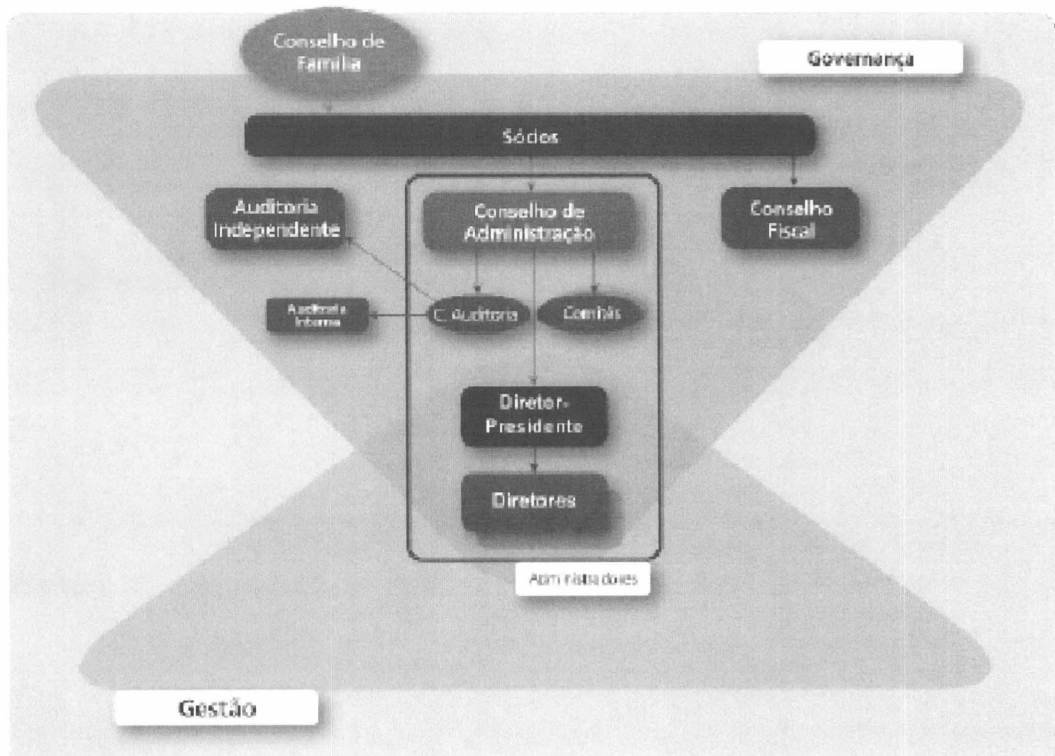 Conselho de
Família
Governança
Sócios
Auditoria
Independente
Conselho de
Administração
Conselho
Fiscal
Auditoria
Interna
C. Auditoria
Comitês
Diretor-
Presidente
Diretores
Administradores
Gestão